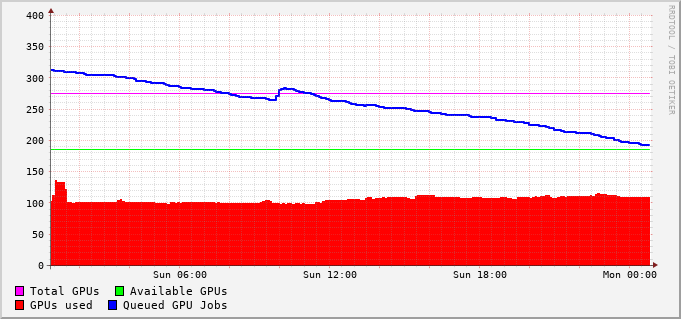 400
350
300
250
200
150
100
50
0
Sun 06:00 Sun 12:00 Sun 18:00 Mon 00:00
Total GPUs Available GPUs
GPUs used Queued GPU Jobs
RRDTOOL / TOBI OETIKER